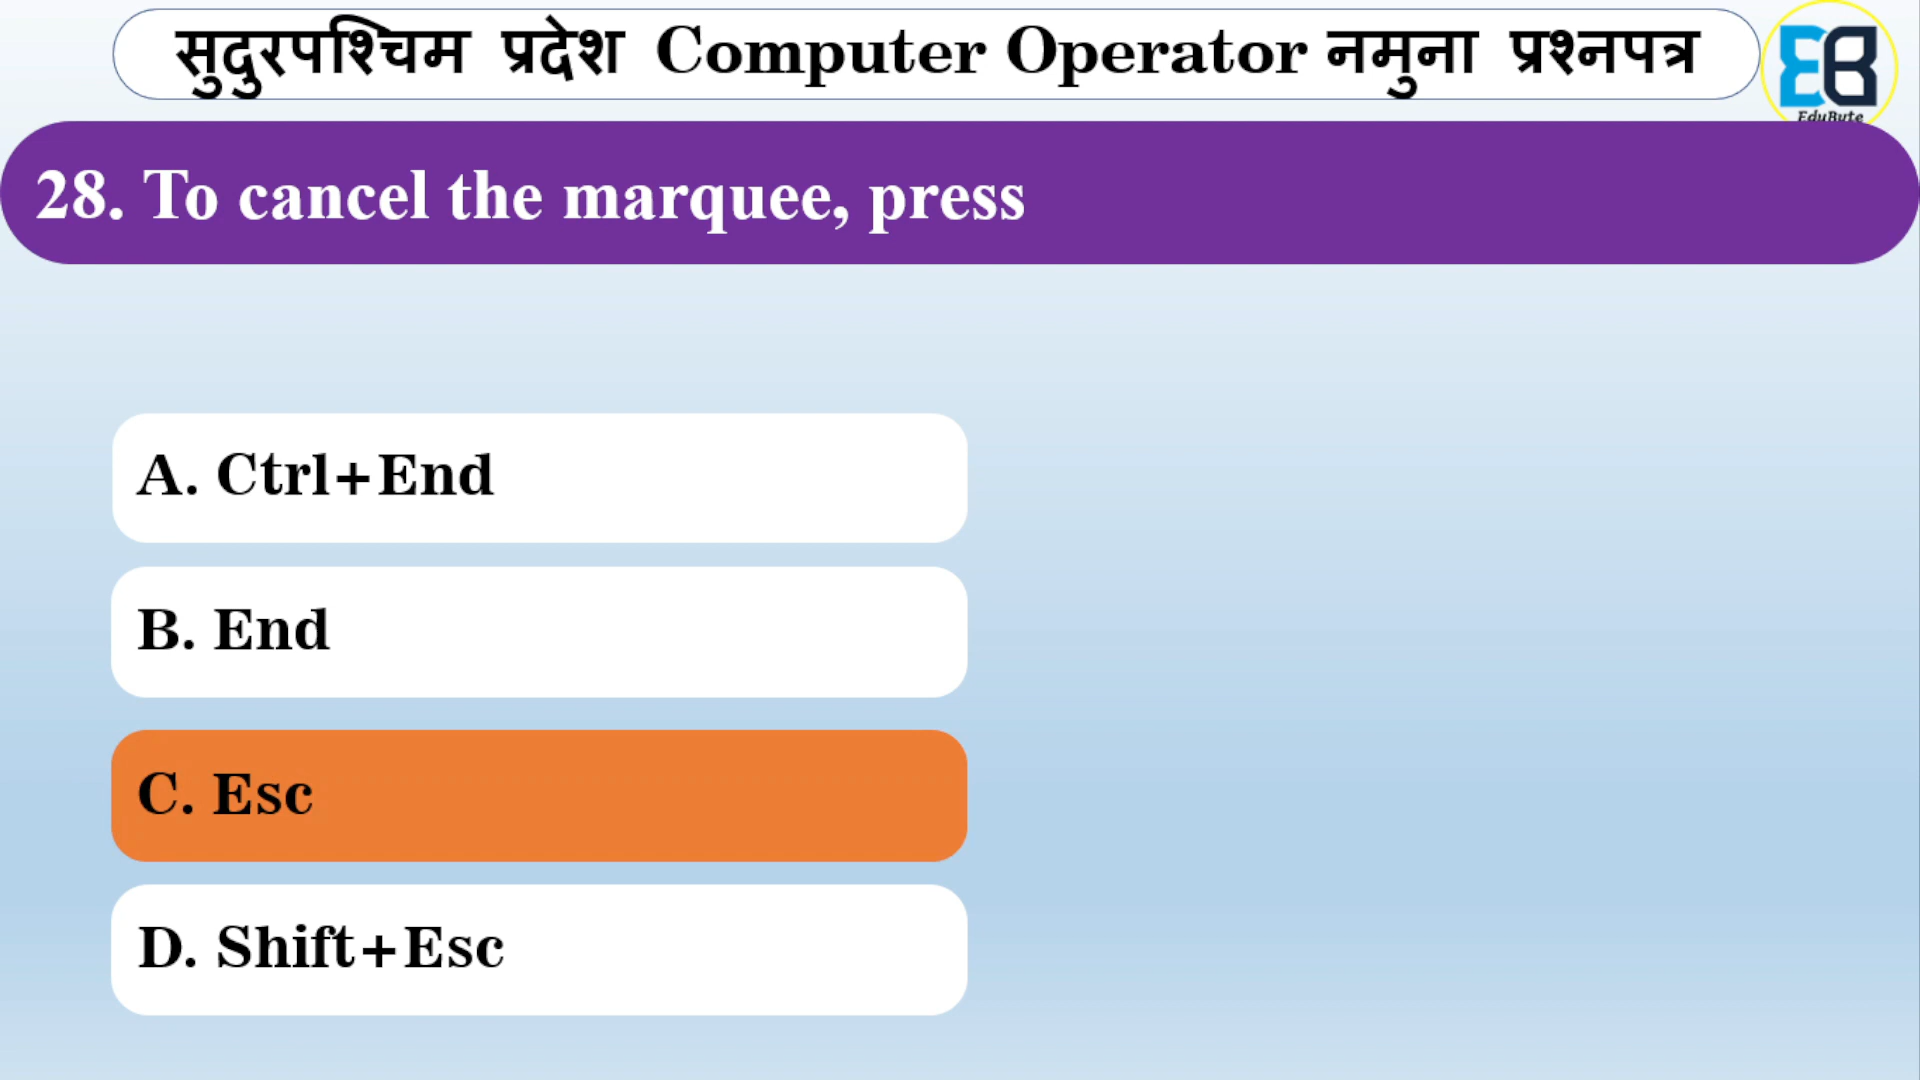 सुदुरपश्चिम प्रदेश Computer Operator नमुना प्रश्नपत्र
EduByte
28. To cancel the marquee, press
A. Ctrl+End
B. End
C. Esc
D. Shift+Esc